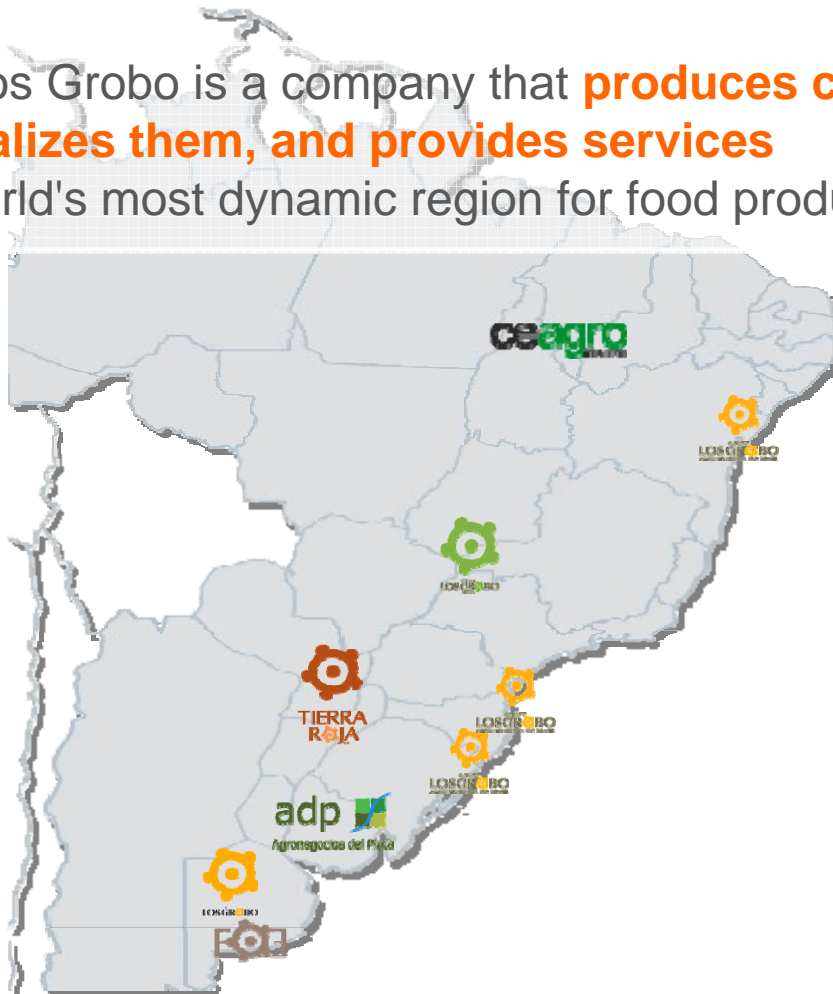 os Grobo is a company that produces c
alizes them, and provides services
rld's most dynamic region for food produ
ceagro
LOSGROBO
LOSGROBO
TIERRA
ROJA
LOSGROBO
LOSGROBO
adp
Agronegocios del Plata
LOSGROBO